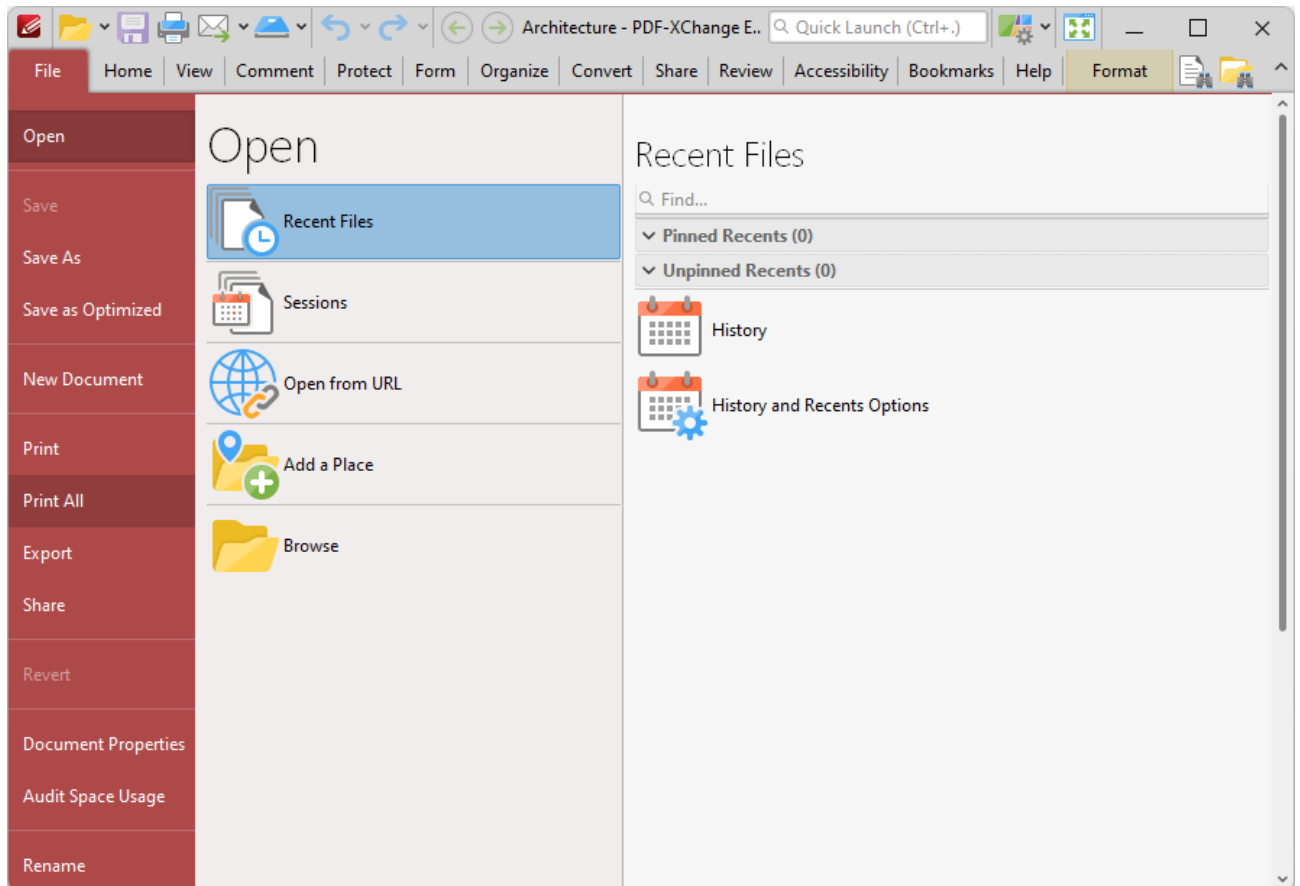 Architecture - PDF-XChange E..
Quick Launch (Ctrl+.)
File Home View Comment Protect Form Organize Convert Share Review Accessibility Bookmarks Help Format
Open
Save
Save As
Save as Optimized
New Document
Print
Print All
Export
Share
Revert
Document Properties
Audit Space Usage
Rename
Open
Recent Files
Sessions
Open from URL
Add a Place
Browse
Recent Files
Find...
Pinned Recents (0)
Unpinned Recents (0)
History
History and Recents Options